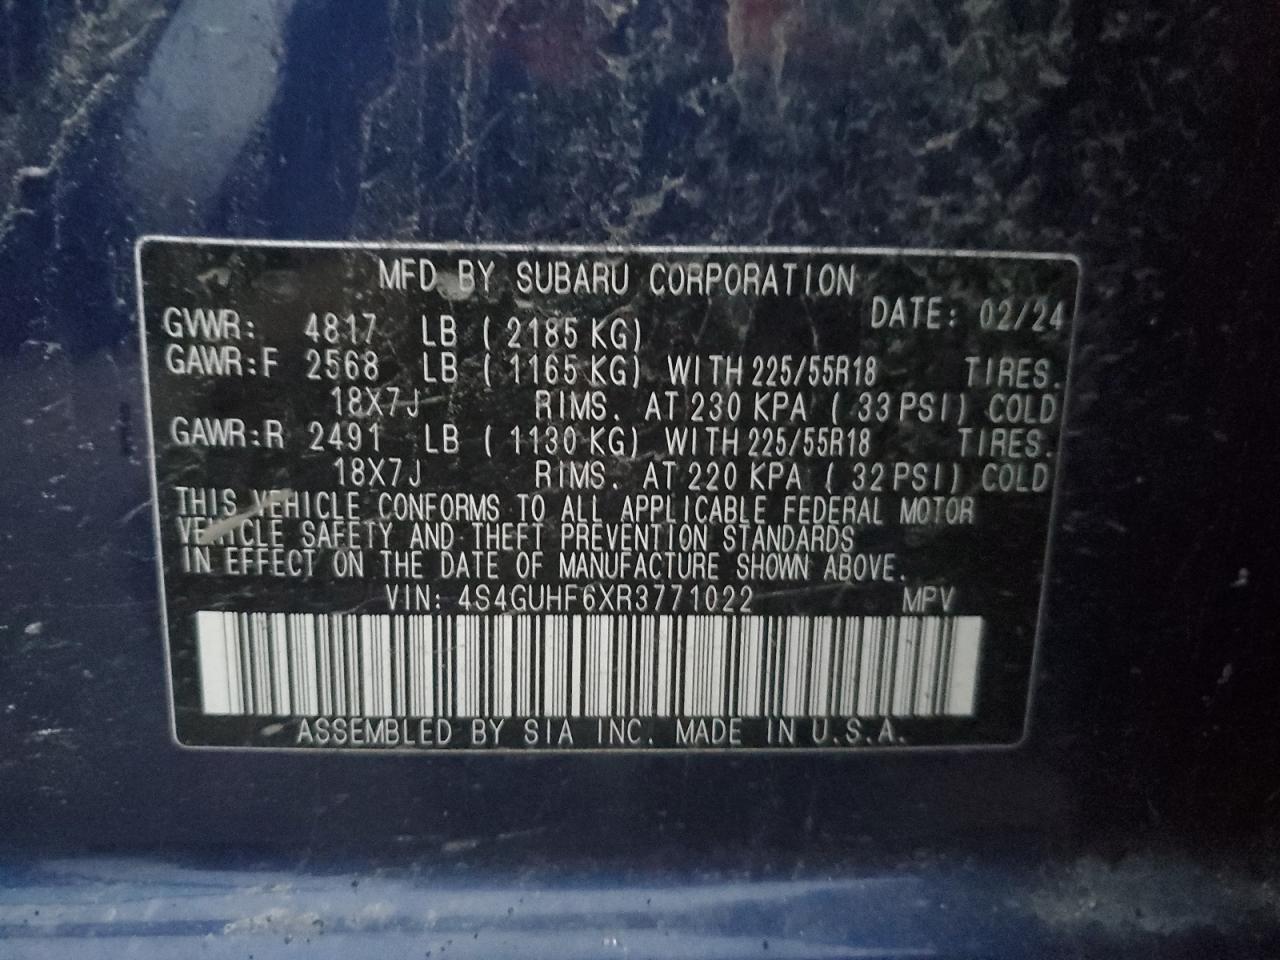 MFD BY SUBARU CORPORATION
DATE: 02/24
GVWR: 4817 LB ( 2185 KG)
GAWR:F 2568 LB ( 1165 KG) WITH 225/55R18 TIRES.
18X7J RIMS. AT 230 KPA ( 33 PSI) COLD
GAWR:R 2491 LB ( 1130 KG) WITH 225/55R18 TIRES.
18X7J RIMS. AT 220 KPA ( 32 PSI) COLD
THIS VEHICLE CONFORMS TO ALL APPLICABLE FEDERAL MOTOR
VEHICLE SAFETY AND THEFT PREVENTION STANDARDS
IN EFFECT ON THE DATE OF MANUFACTURE SHOWN ABOVE.
VIN: 4S4GUHF6XR3771022 MPV
ASSEMBLED BY SIA INC. MADE IN U.S.A.